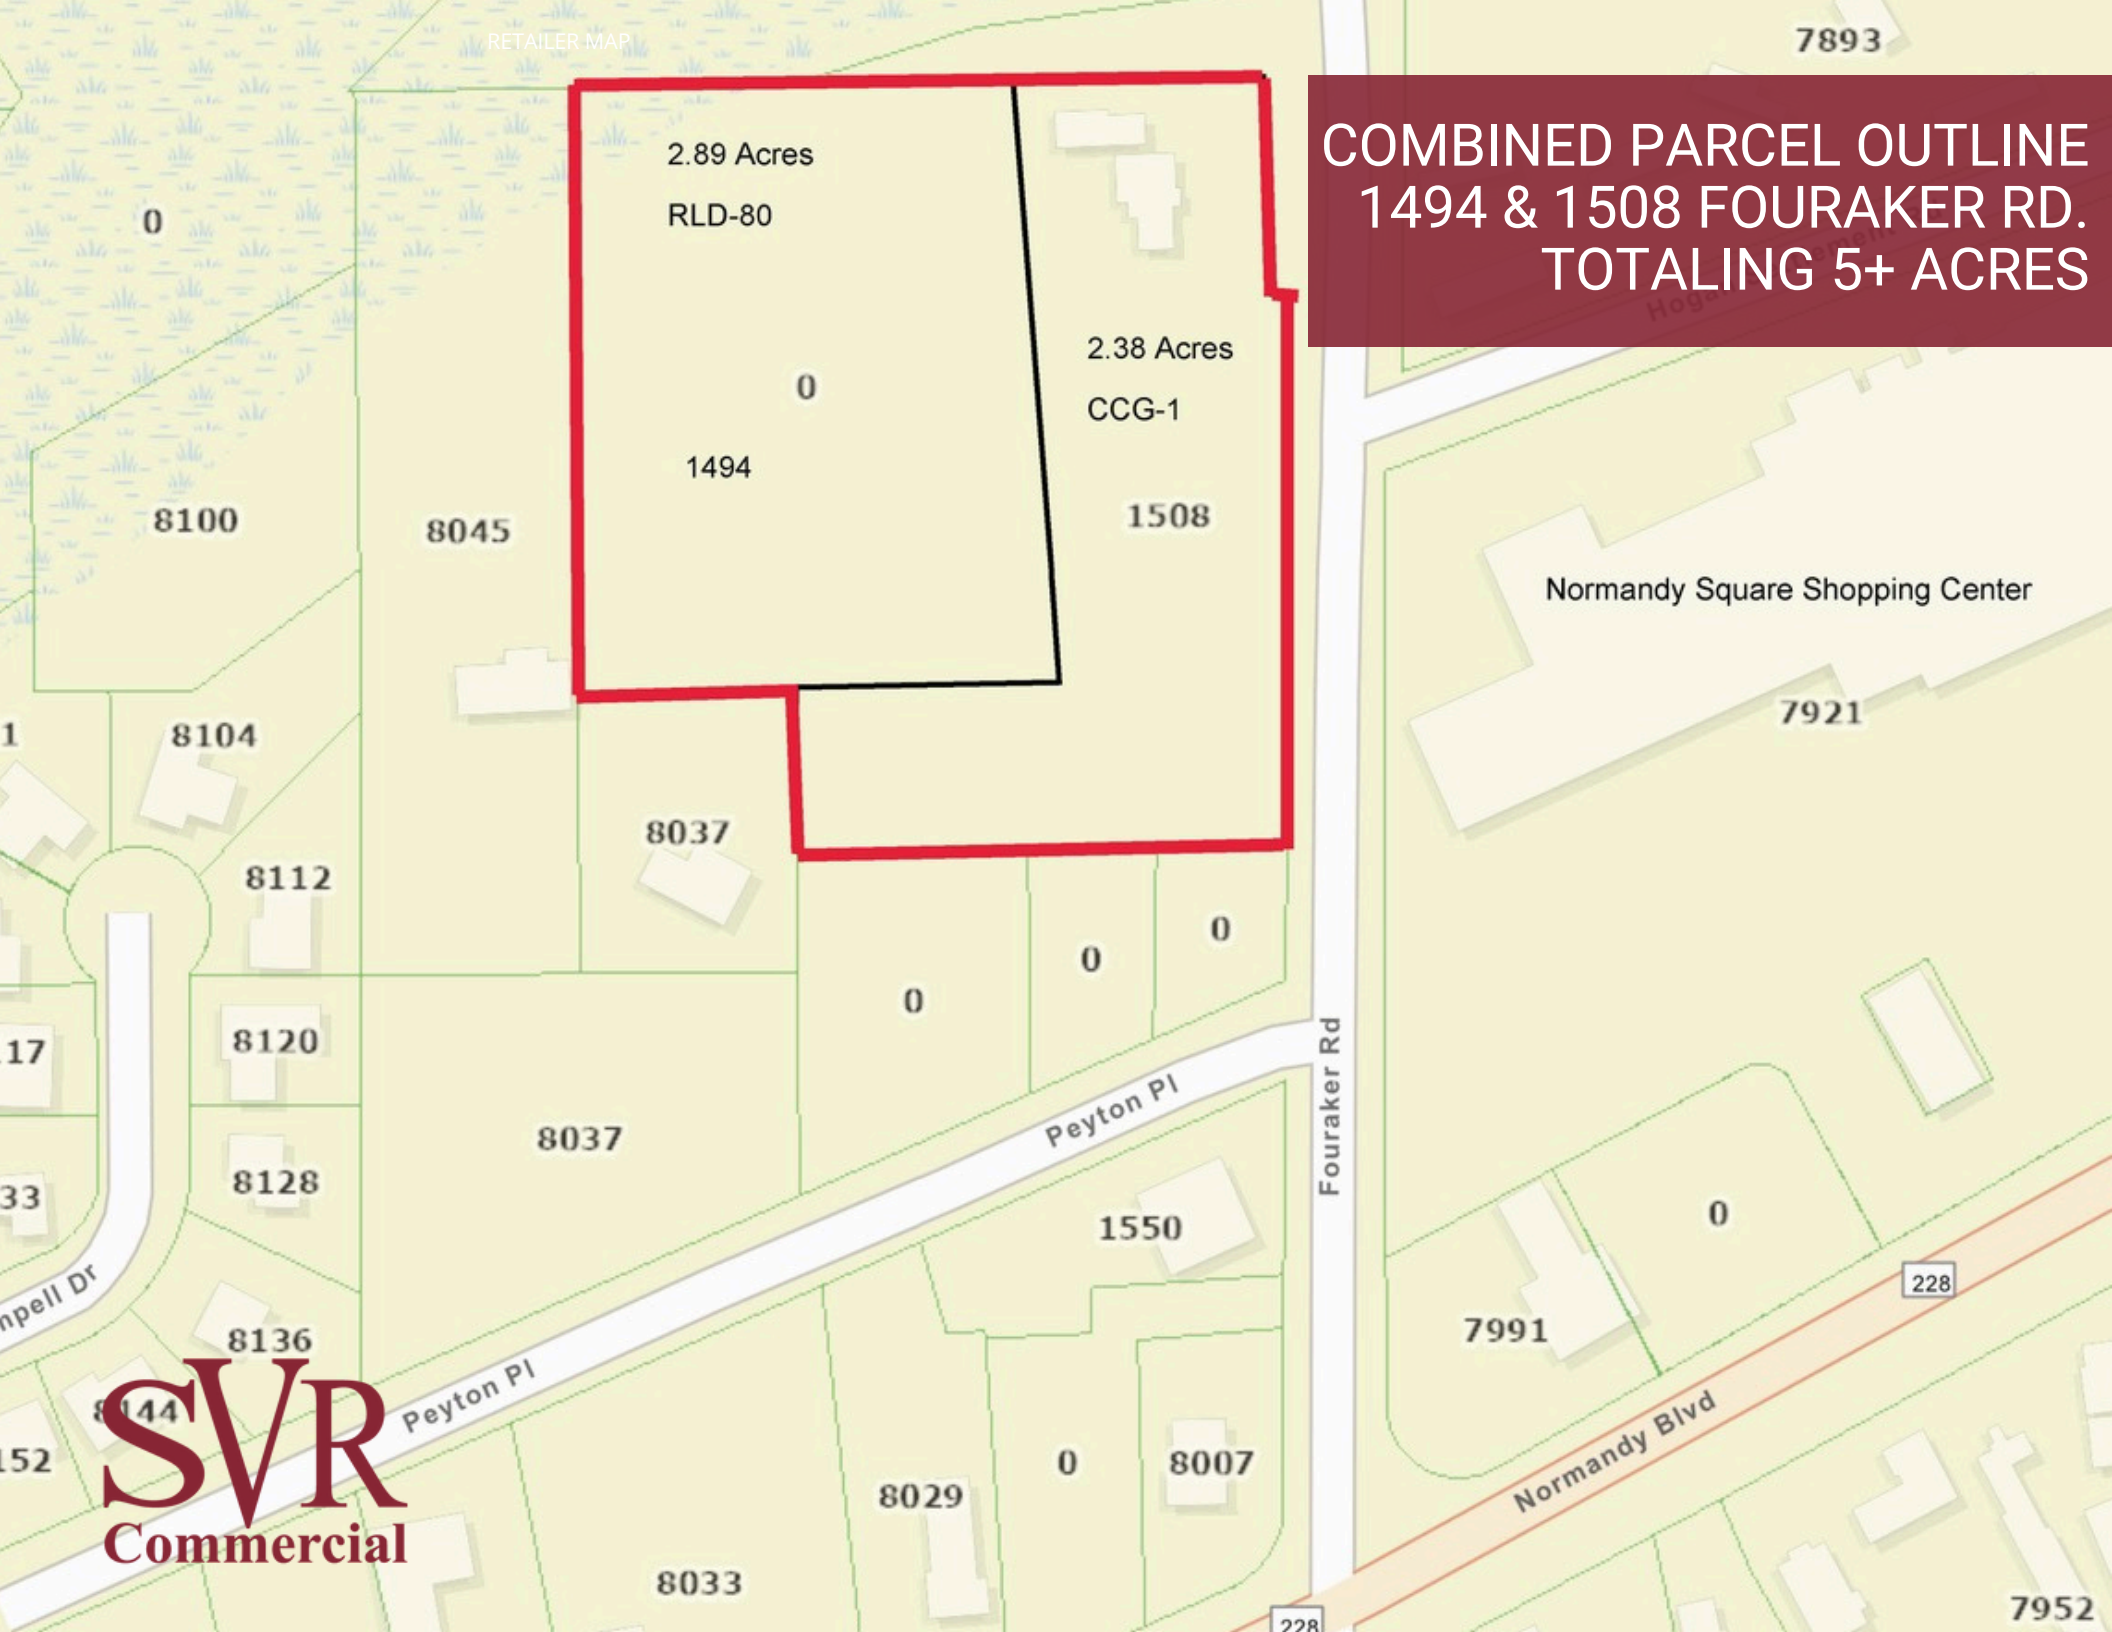 RETAILER MAP
7893
COMBINED PARCEL OUTLINE
1494 & 1508 FOURAKER RD.
TOTALING 5+ ACRES
2.89 Acres
RLD-80
0
0
2.38 Acres
CCG-1
1494
1508
8100
8045
Normandy Square Shopping Center
7921
1
8104
8037
8112
0
0
0
17
8120
8037
Peyton Pl
Fouraker Rd
33
8128
1550
0
228
8136
7991
8144
Peyton Pl
Normandy Blvd
152
8029
0
8007
8033
7952
228
SVR
Commercial